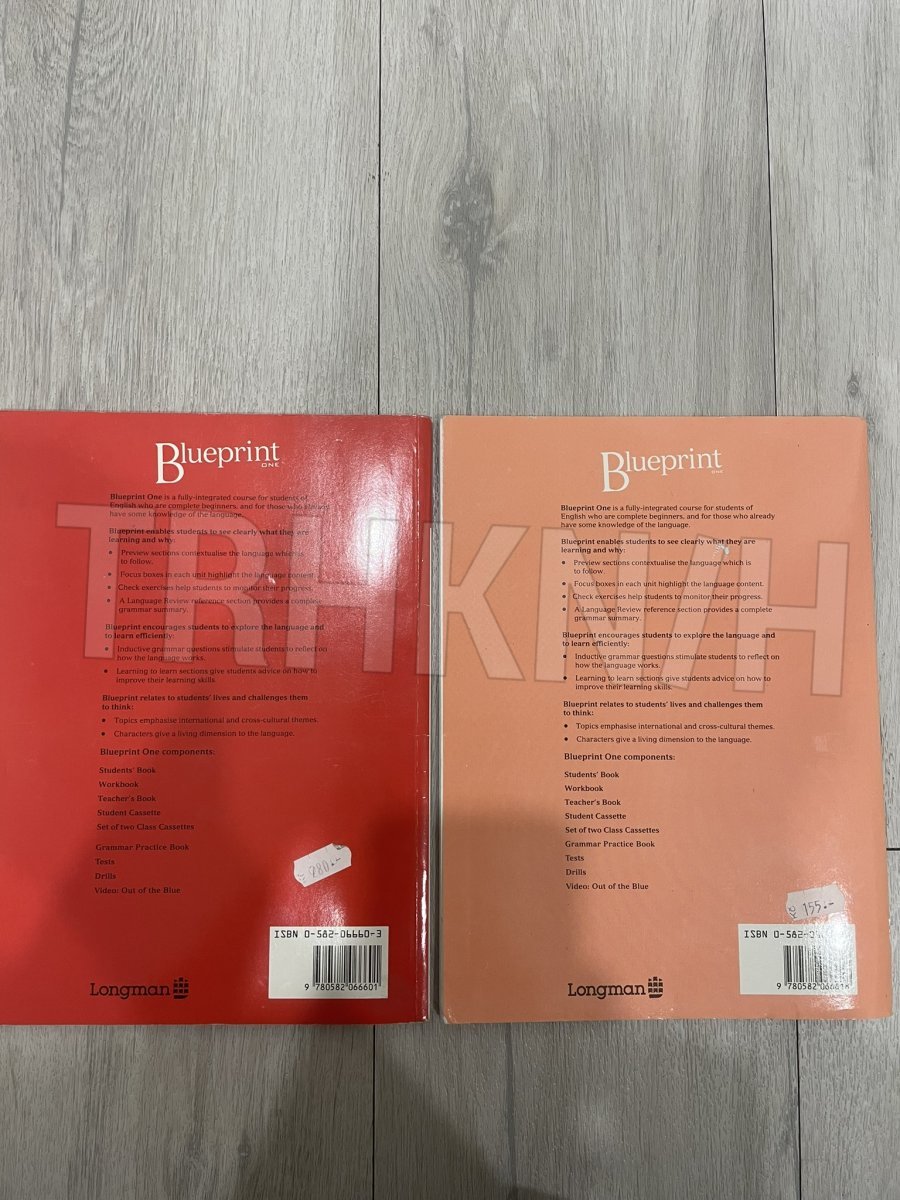 Blueprint
ONE
Blueprint One is a fully-integrated course for students of
English who are complete beginners, and for those who already
have some knowledge of the language.
Blueprint enables students to see clearly what they are
learning and why:
• Preview sections contextualise the language which is
to follow.
• Focus boxes in each unit highlight the language content.
• Check exercises help students to monitor their progress.
• A Language Review reference section provides a complete
grammar summary.
Blueprint encourages students to explore the language and
to learn efficiently:
• Inductive grammar questions stimulate students to reflect on
how the language works.
• Learning to learn sections give students advice on how to
improve their learning skills.
Blueprint relates to students' lives and challenges them
to think:
• Topics emphasise international and cross-cultural themes.
• Characters give a living dimension to the language.
Blueprint One components:
Students' Book
Workbook
Teacher's Book
Student Cassette
Set of two Class Cassettes
Grammar Practice Book
Tests
Drills
Video: Out of the Blue
ISBN 0-582-06660-3
9 780582 066601
Longman
Blueprint
ONE
Blueprint One is a fully-integrated course for students of
English who are complete beginners, and for those who already
have some knowledge of the language.
Blueprint enables students to see clearly what they are
learning and why:
• Preview sections contextualise the language which is
to follow.
• Focus boxes in each unit highlight the language content.
• Check exercises help students to monitor their progress.
• A Language Review reference section provides a complete
grammar summary.
Blueprint encourages students to explore the language and
to learn efficiently:
• Inductive grammar questions stimulate students to reflect on
how the language works.
• Learning to learn sections give students advice on how to
improve their learning skills.
Blueprint relates to students' lives and challenges them
to think:
• Topics emphasise international and cross-cultural themes.
• Characters give a living dimension to the language.
Blueprint One components:
Students' Book
Workbook
Teacher's Book
Student Cassette
Set of two Class Cassettes
Grammar Practice Book
Tests
Drills
Video: Out of the Blue
155.-
ISBN 0-582-
9 780582 066618
Longman